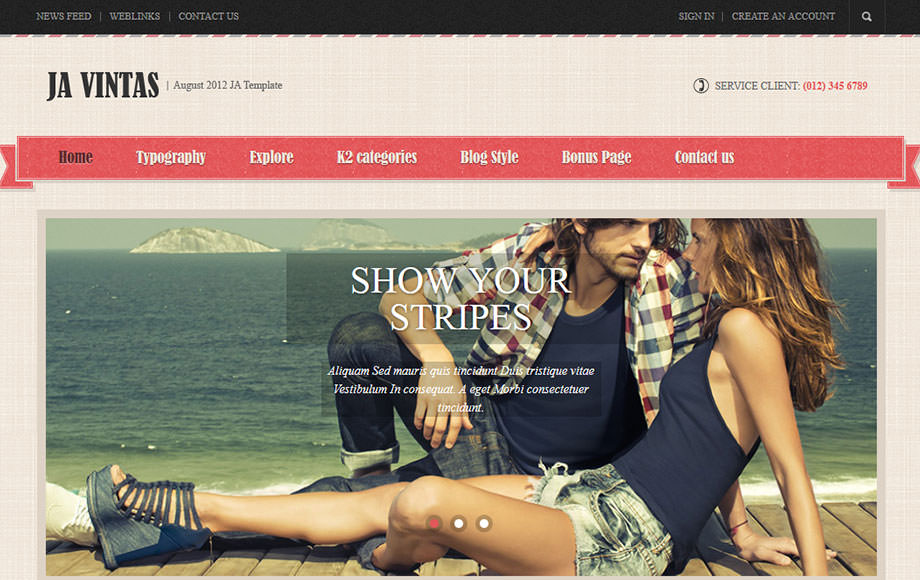 NEWS FEED | WEBLINKS | CONTACT US
SIGN IN | CREATE AN ACCOUNT
JA VINTAS | August 2012 JA Template
SERVICE CLIENT: (012) 345 6789
Home Typography Explore K2 categories Blog Style Bonus Page Contact us
SHOW YOUR
STRIPES
Aliquam Sed mauris quis tincidunt Duis tristique vitae
Vestibulum In consequat. A eget Morbi consectetuer
tincidunt.